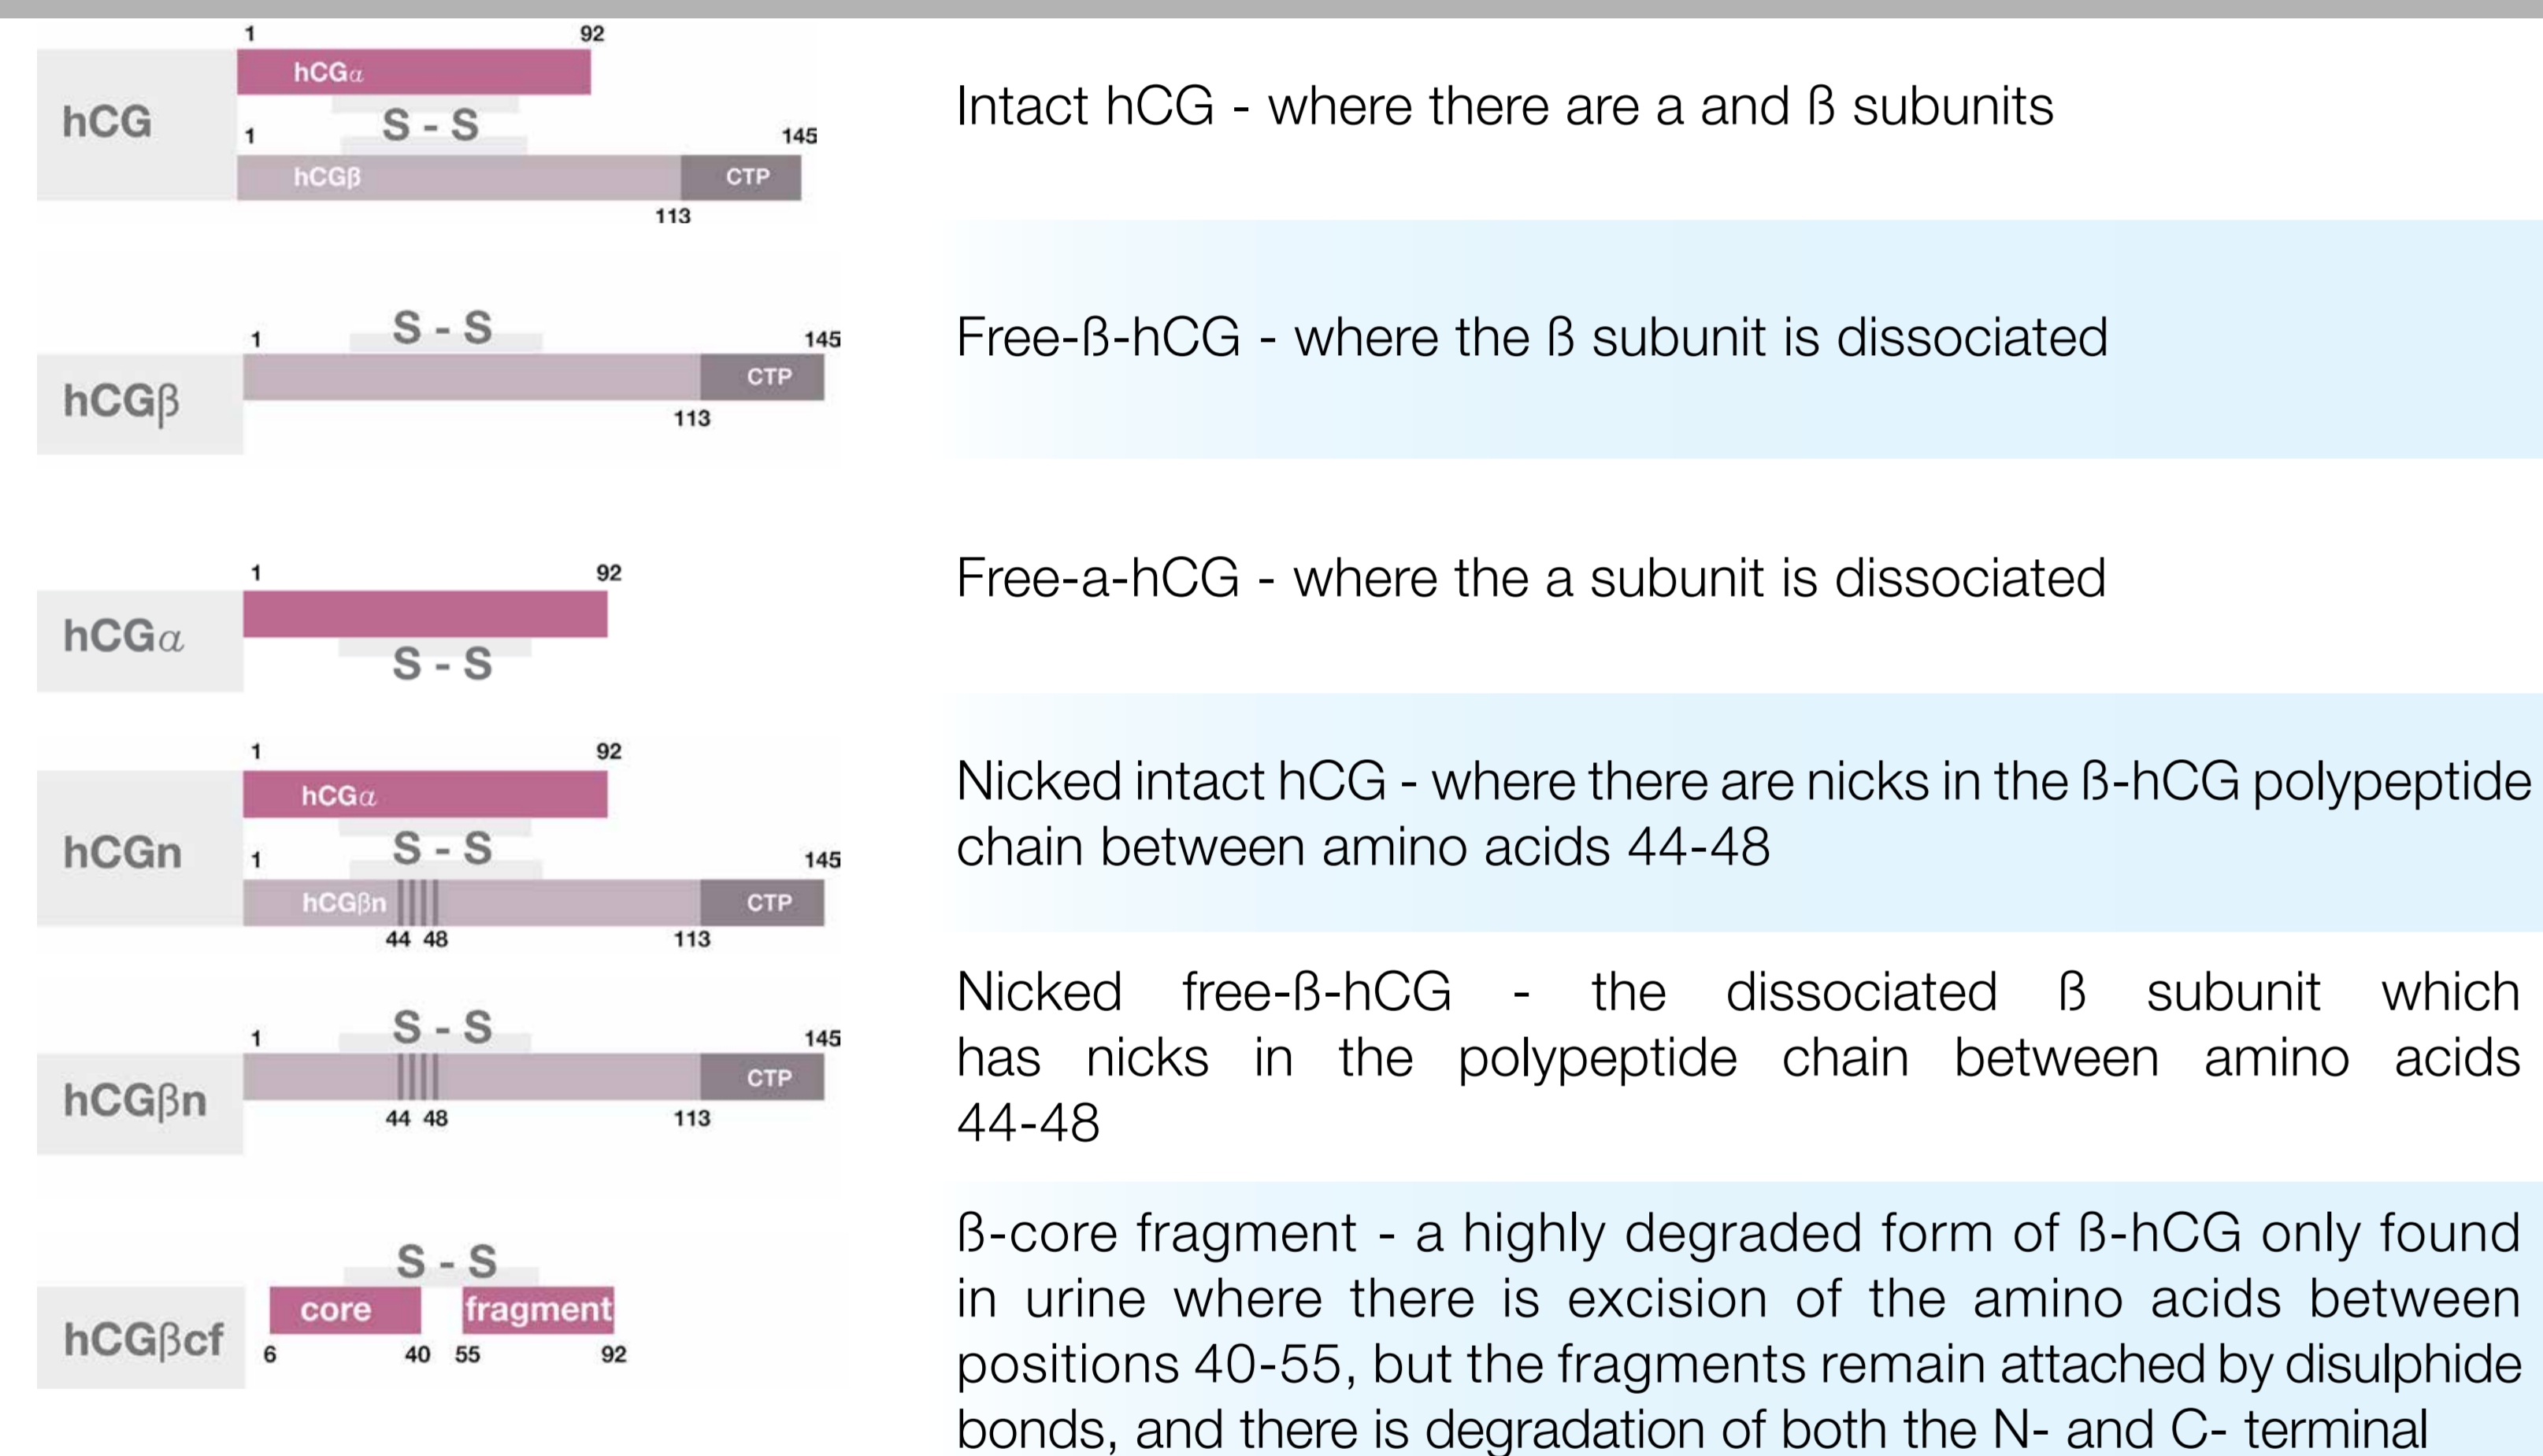 1 92
hCGα
hCG
S - S
1 145
hCGβ CTP
113
Intact hCG - where there are a and ß subunits
S - S
1 145
CTP
hCGβ
113
Free-ß-hCG - where the ß subunit is dissociated
1 92
hCGα
S - S
Free-a-hCG - where the a subunit is dissociated
1 92
hCGα
hCGn
S - S
1 145
hCGβn CTP
44 48 113
Nicked intact hCG - where there are nicks in the ß-hCG polypeptide
chain between amino acids 44-48
S - S
1 145
CTP
hCGβn
44 48 113
Nicked free-ß-hCG - the dissociated ß subunit which
has nicks in the polypeptide chain between amino acids
44-48
S - S
core fragment
hCGβcf
6 40 55 92
ß-core fragment - a highly degraded form of ß-hCG only found
in urine where there is excision of the amino acids between
positions 40-55, but the fragments remain attached by disulphide
bonds, and there is degradation of both the N- and C- terminal